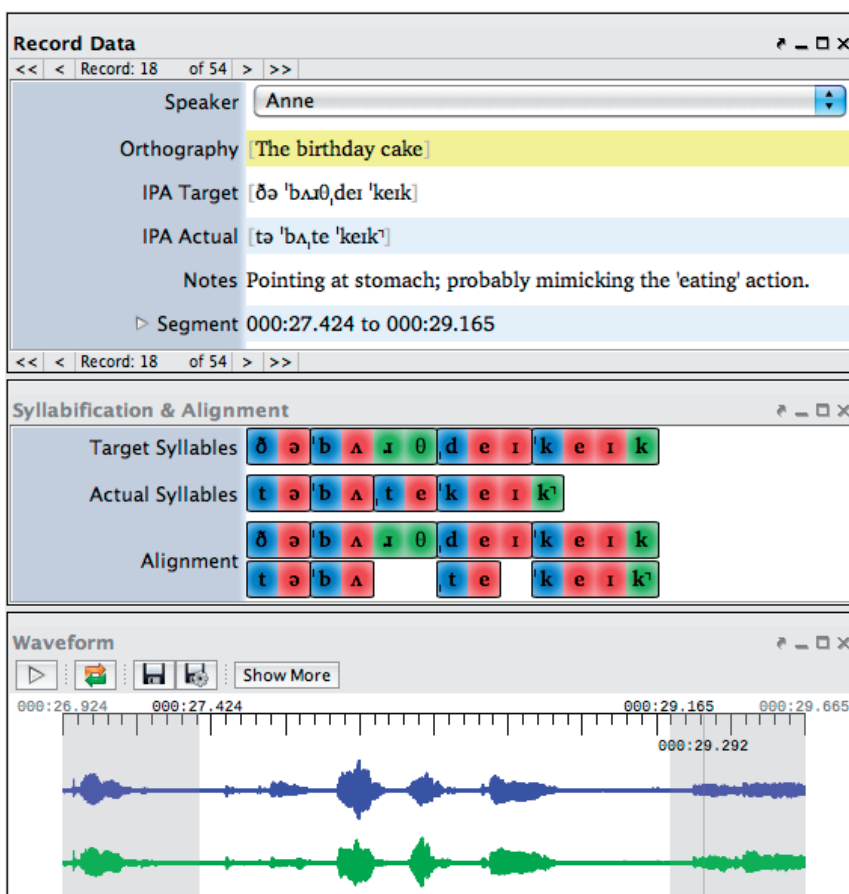 Record Data
<< < Record: 18 of 54 > >>
Speaker Anne
Orthography [The birthday cake]
IPA Target [ðə ˈbʌɹθˌdeɪ ˈkeɪk]
IPA Actual [tə ˈbʌˌte ˈkeɪk̚]
Notes Pointing at stomach; probably mimicking the 'eating' action.
Segment 000:27.424 to 000:29.165
<< < Record: 18 of 54 > >>
Syllabification & Alignment
Target Syllables ð ə ˈb ʌ ɹ θ ˌd e ɪ ˈk e ɪ k
Actual Syllables t ə ˈb ʌ ˌt e ˈk e ɪ k̚
ð ə ˈb ʌ ɹ θ ˌd e ɪ ˈk e ɪ k
Alignment
t ə ˈb ʌ ˌt e ˈk e ɪ k̚
Waveform
Show More
000:26.924 000:27.424 000:29.165 000:29.665
000:29.292